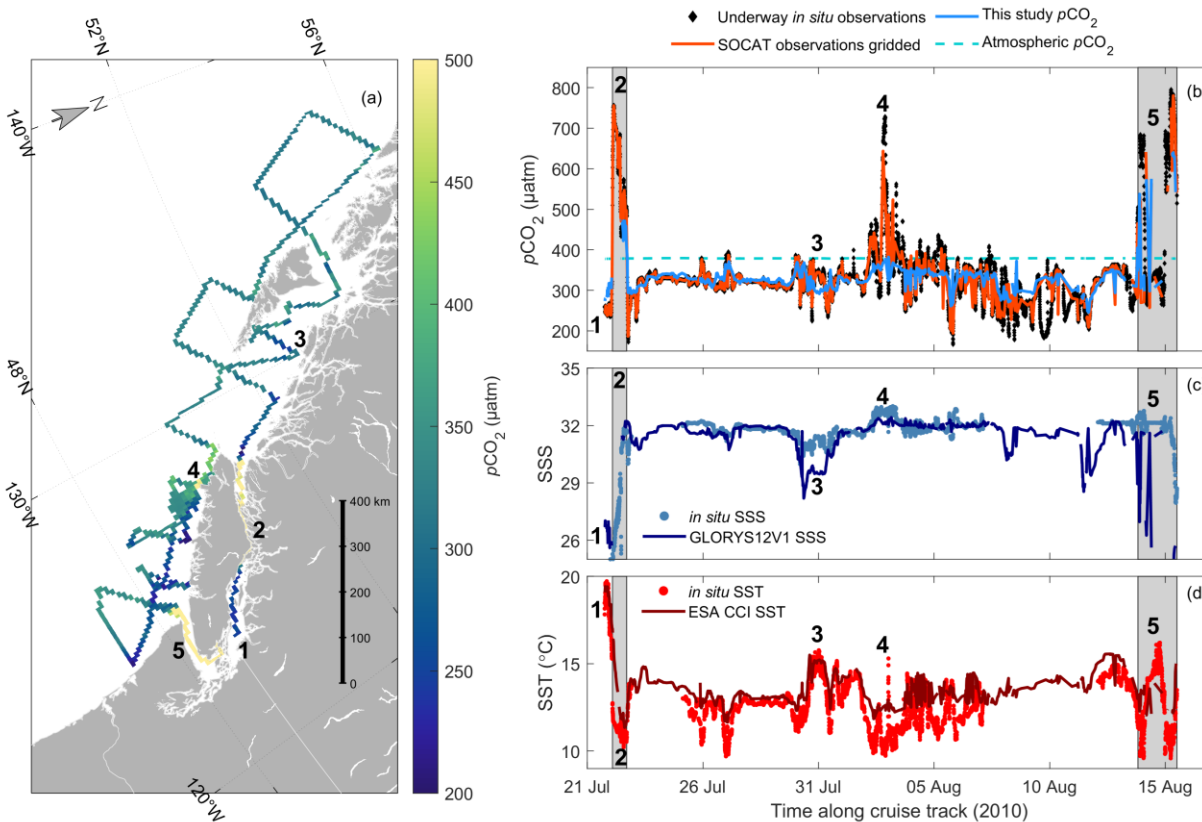 52°N
56°N
140°W
N
(a)
48°N
130°W
120°W
3
4
2
5
1
400 km
300
200
100
0
500
450
400
350
300
250
200
pCO₂ (µatm)
Underway in situ observations
This study pCO₂
SOCAT observations gridded
Atmospheric pCO₂
800
700
600
500
400
300
200
pCO₂ (µatm)
1
2
3
4
5
(b)
35
32
29
26
SSS
1
2
3
4
5
(c)
in situ SSS
GLORYS12V1 SSS
20
15
10
SST (°C)
1
2
3
4
5
(d)
in situ SST
ESA CCI SST
21 Jul
26 Jul
31 Jul
05 Aug
10 Aug
15 Aug
Time along cruise track (2010)